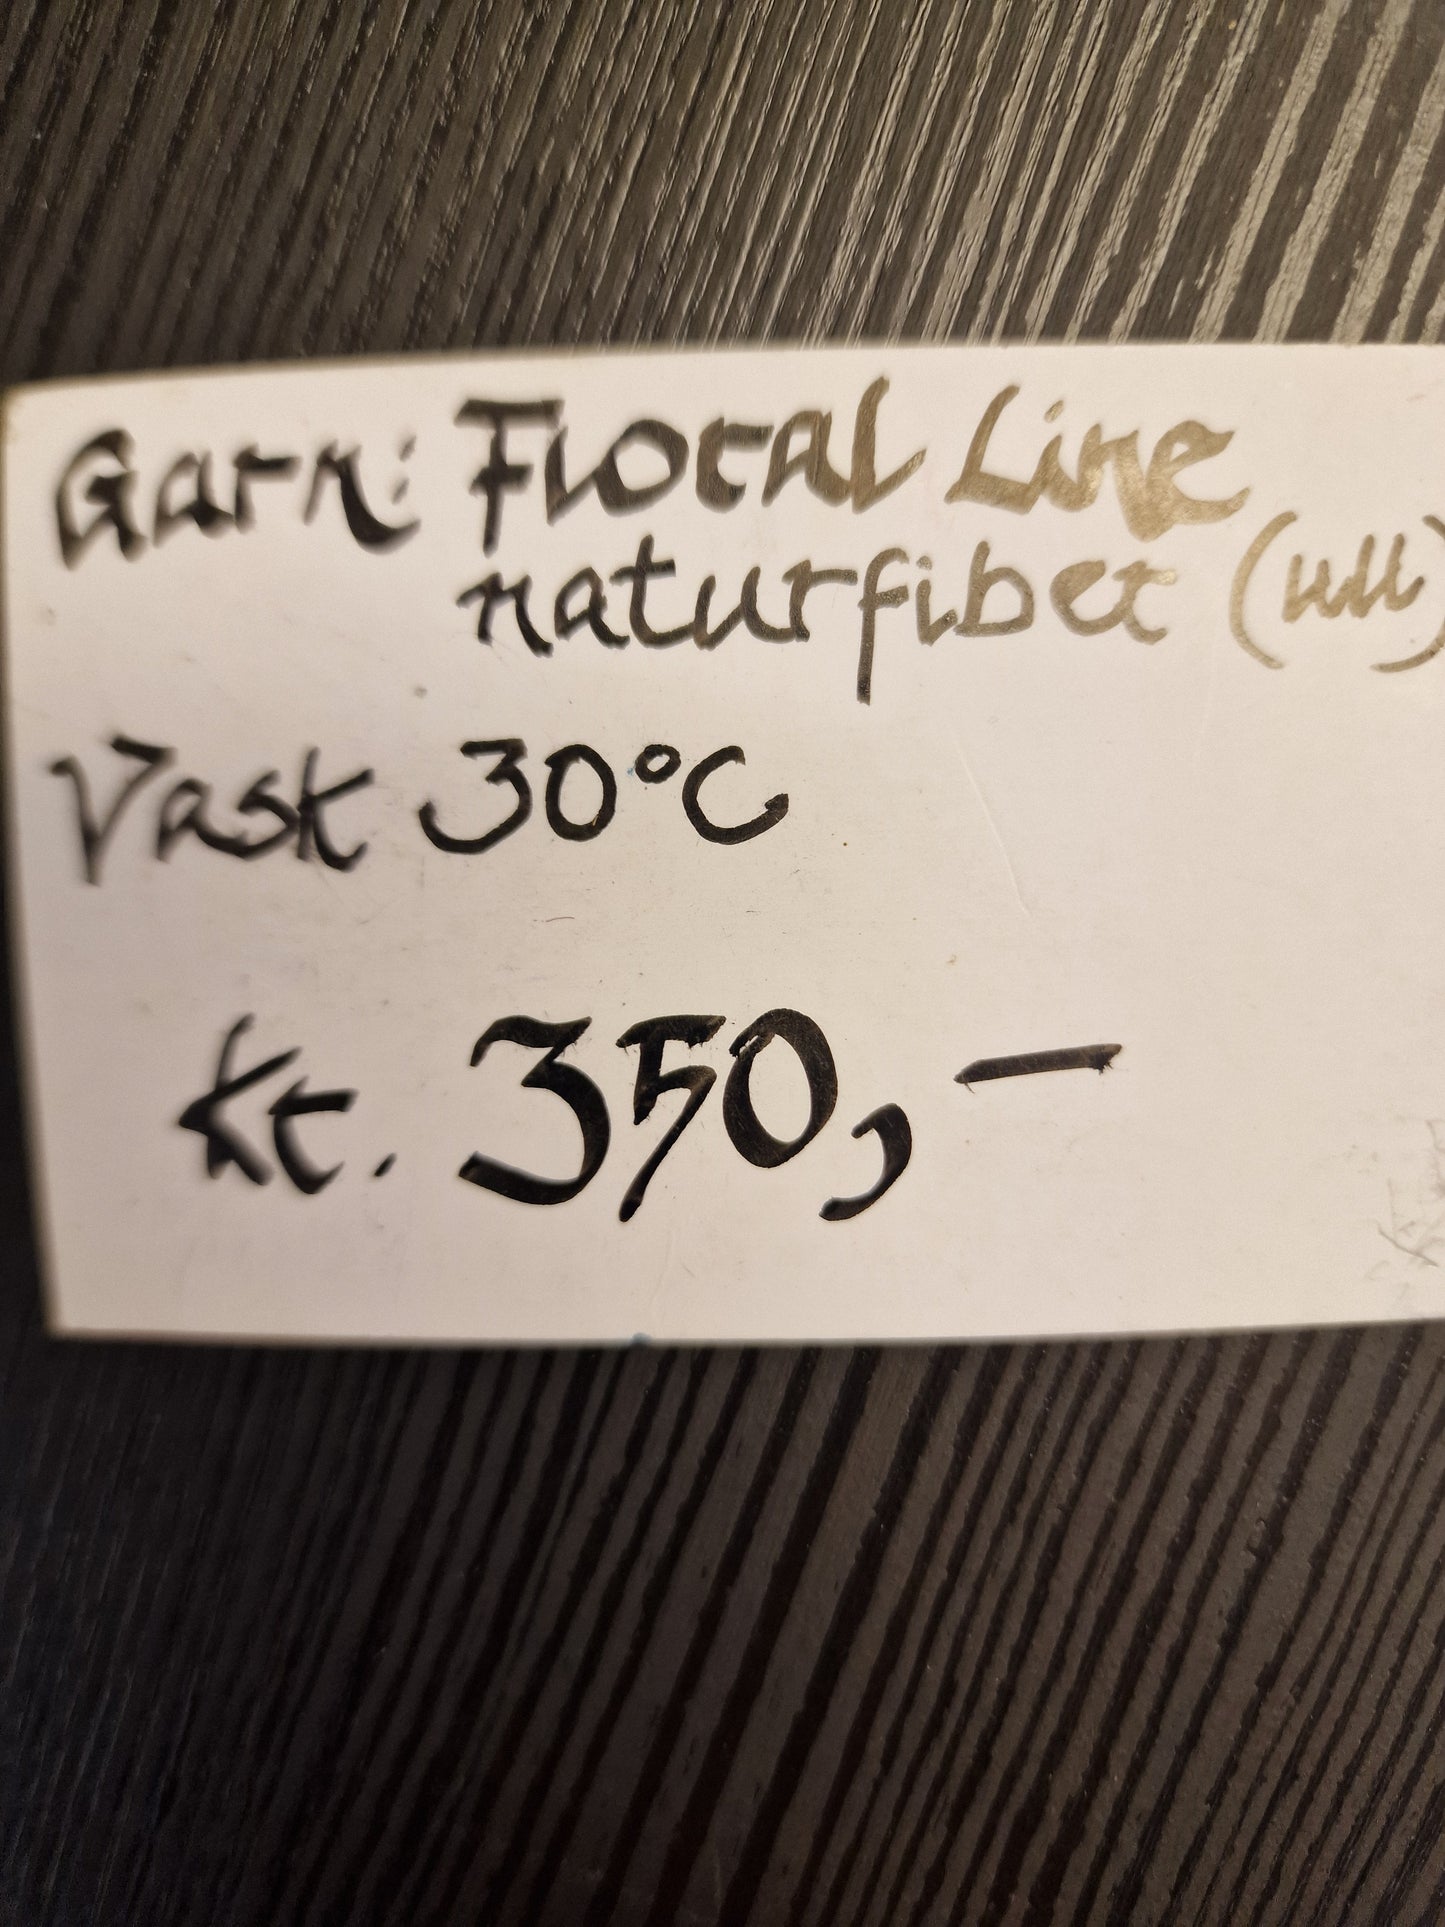 Garn: Floral Line
naturfiber (ull)
Vask 30°C
kr. 350,-